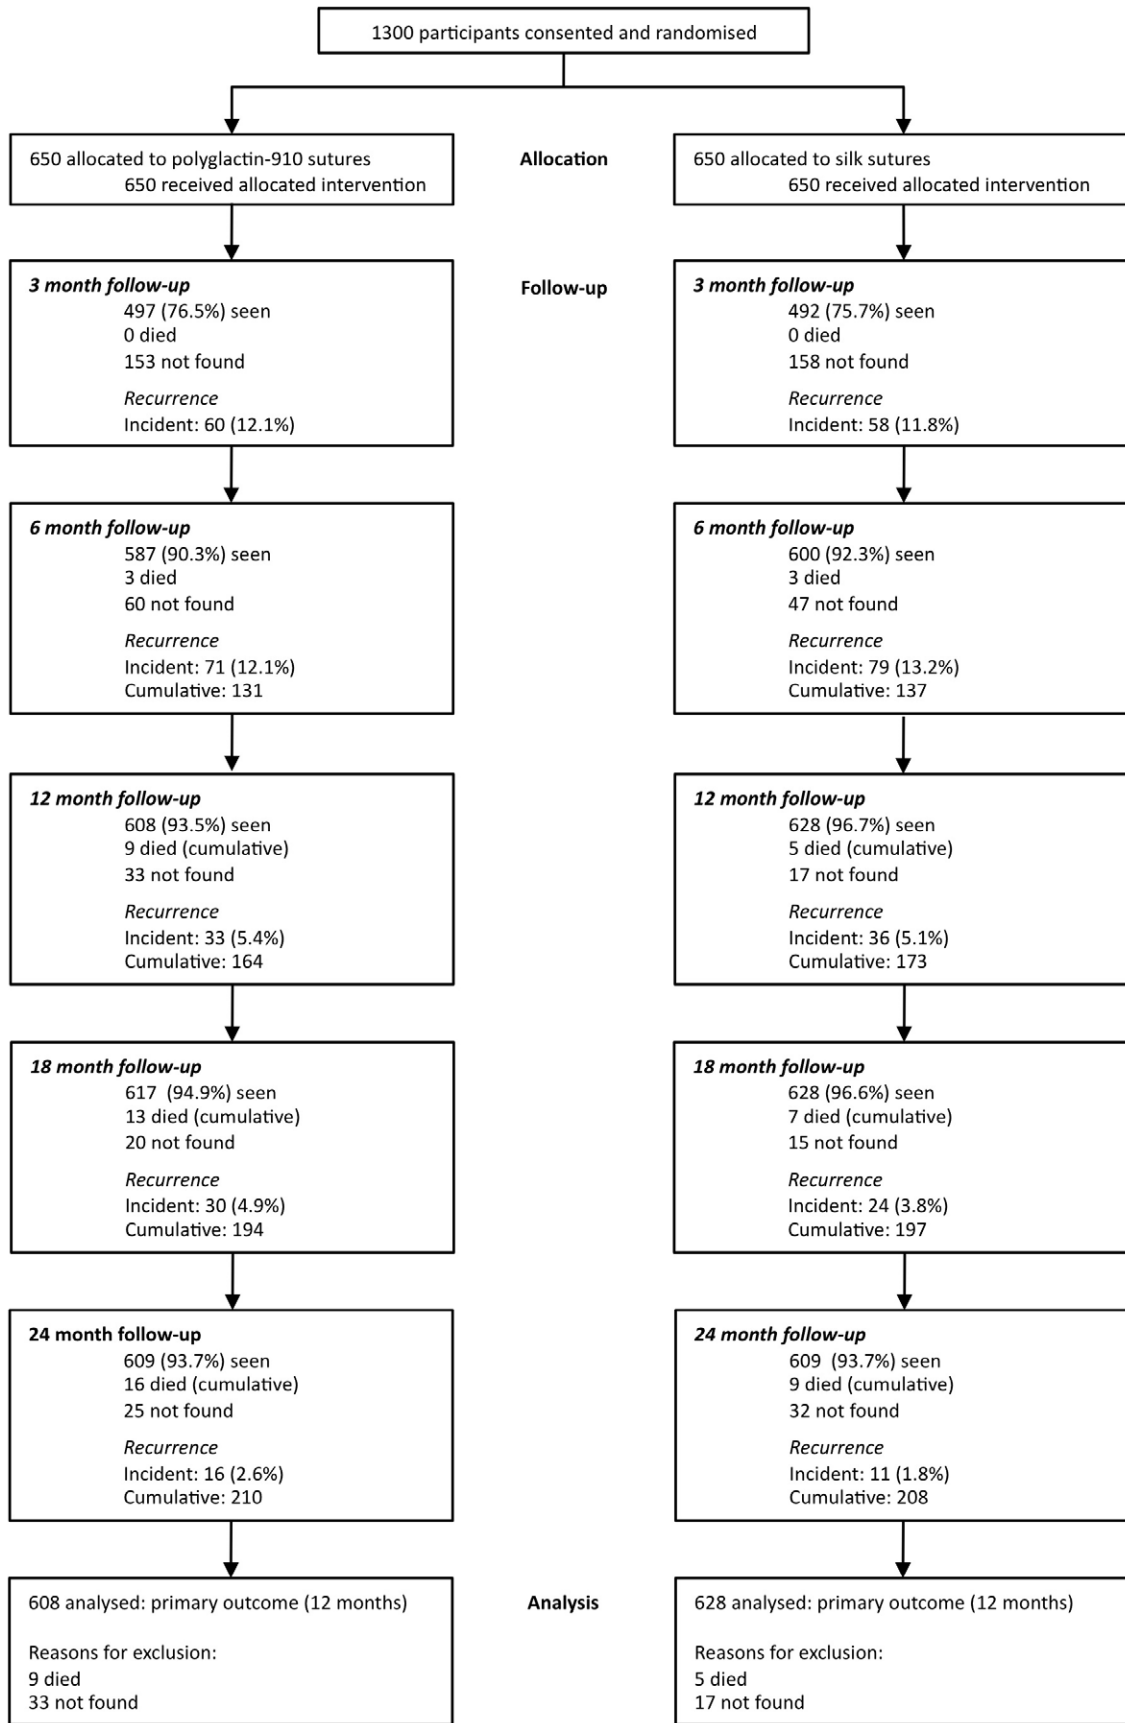 1300 participants consented and randomised
Allocation
650 allocated to polyglactin-910 sutures
650 received allocated intervention
650 allocated to silk sutures
650 received allocated intervention
Follow-up
3 month follow-up
497 (76.5%) seen
0 died
153 not found
Recurrence
Incident: 60 (12.1%)
3 month follow-up
492 (75.7%) seen
0 died
158 not found
Recurrence
Incident: 58 (11.8%)
6 month follow-up
587 (90.3%) seen
3 died
60 not found
Recurrence
Incident: 71 (12.1%)
Cumulative: 131
6 month follow-up
600 (92.3%) seen
3 died
47 not found
Recurrence
Incident: 79 (13.2%)
Cumulative: 137
12 month follow-up
608 (93.5%) seen
9 died (cumulative)
33 not found
Recurrence
Incident: 33 (5.4%)
Cumulative: 164
12 month follow-up
628 (96.7%) seen
5 died (cumulative)
17 not found
Recurrence
Incident: 36 (5.1%)
Cumulative: 173
18 month follow-up
617 (94.9%) seen
13 died (cumulative)
20 not found
Recurrence
Incident: 30 (4.9%)
Cumulative: 194
18 month follow-up
628 (96.6%) seen
7 died (cumulative)
15 not found
Recurrence
Incident: 24 (3.8%)
Cumulative: 197
24 month follow-up
609 (93.7%) seen
16 died (cumulative)
25 not found
Recurrence
Incident: 16 (2.6%)
Cumulative: 210
24 month follow-up
609 (93.7%) seen
9 died (cumulative)
32 not found
Recurrence
Incident: 11 (1.8%)
Cumulative: 208
Analysis
608 analysed: primary outcome (12 months)
Reasons for exclusion:
9 died
33 not found
628 analysed: primary outcome (12 months)
Reasons for exclusion:
5 died
17 not found